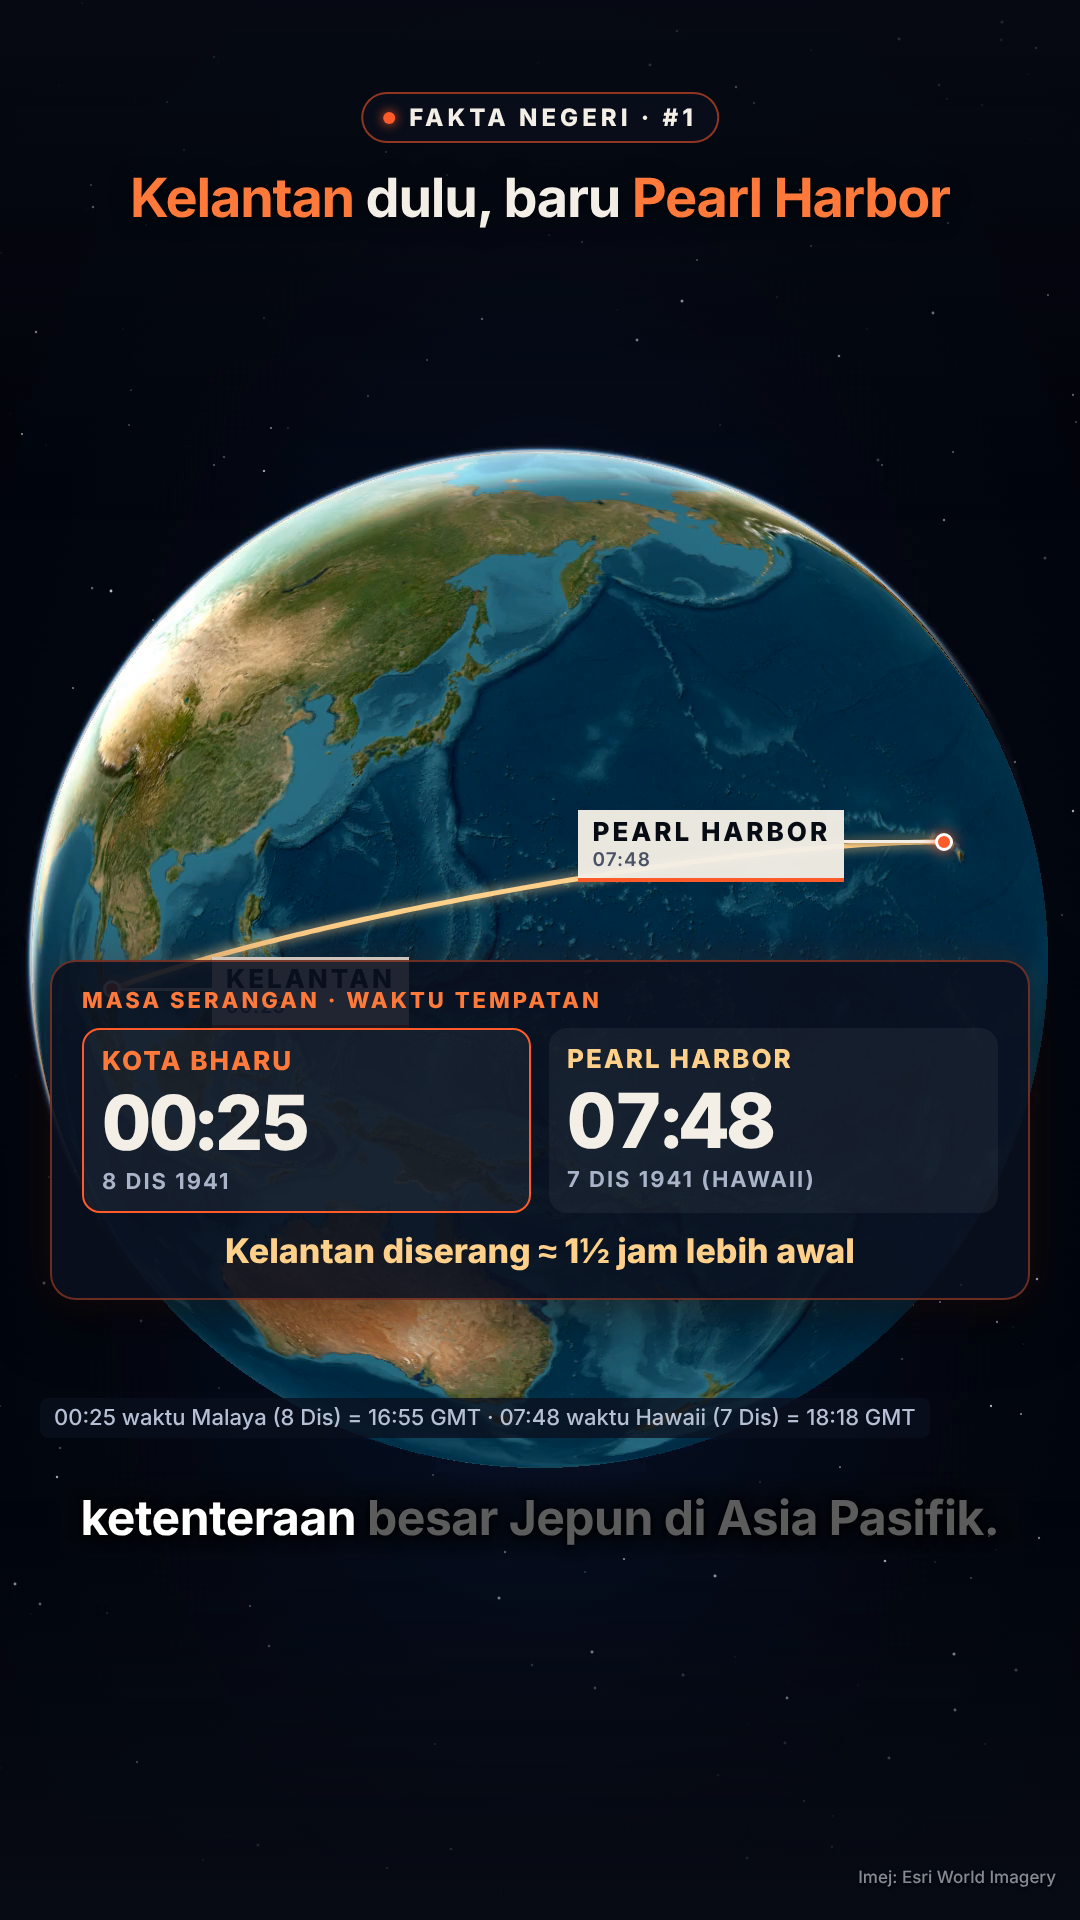 FAKTA NEGERI · #1
Kelantan dulu, baru Pearl Harbor
PEARL HARBOR
07:48
KELANTAN
MASA SERANGAN · WAKTU TEMPATAN
KOTA BHARU
00:25
8 DIS 1941
PEARL HARBOR
07:48
7 DIS 1941 (HAWAII)
Kelantan diserang ≈ 1½ jam lebih awal
00:25 waktu Malaya (8 Dis) = 16:55 GMT · 07:48 waktu Hawaii (7 Dis) = 18:18 GMT
ketenteraan besar Jepun di Asia Pasifik.
Imej: Esri World Imagery